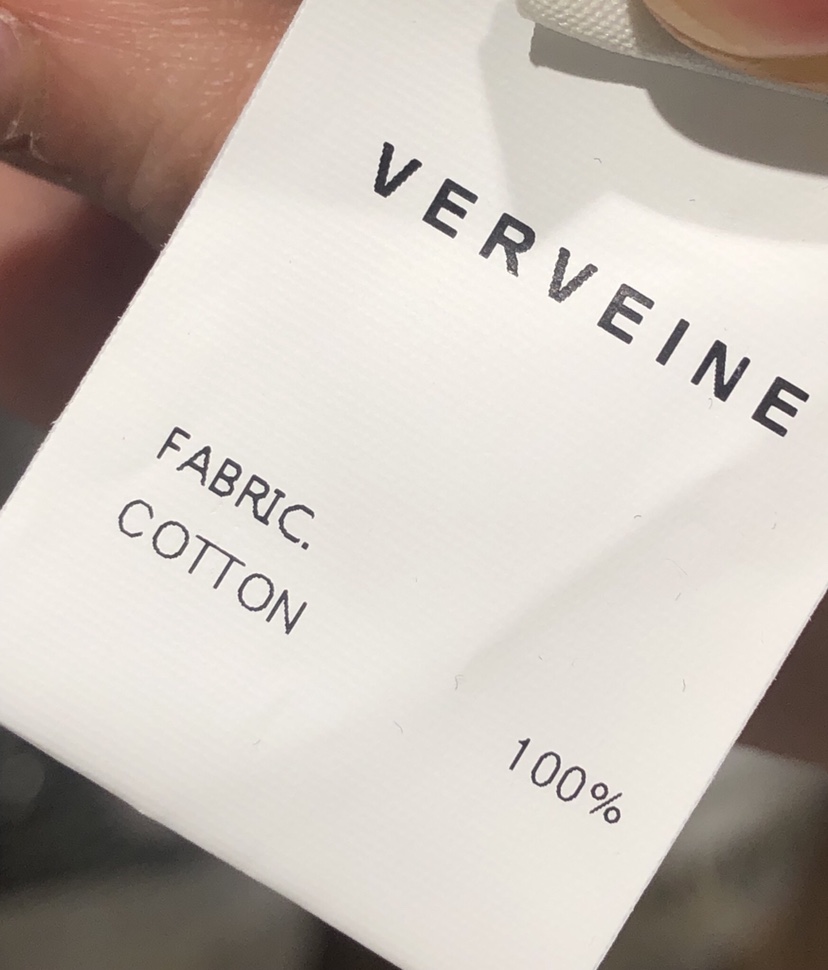 VERVEINE
FABRIC.
COTTON
100%